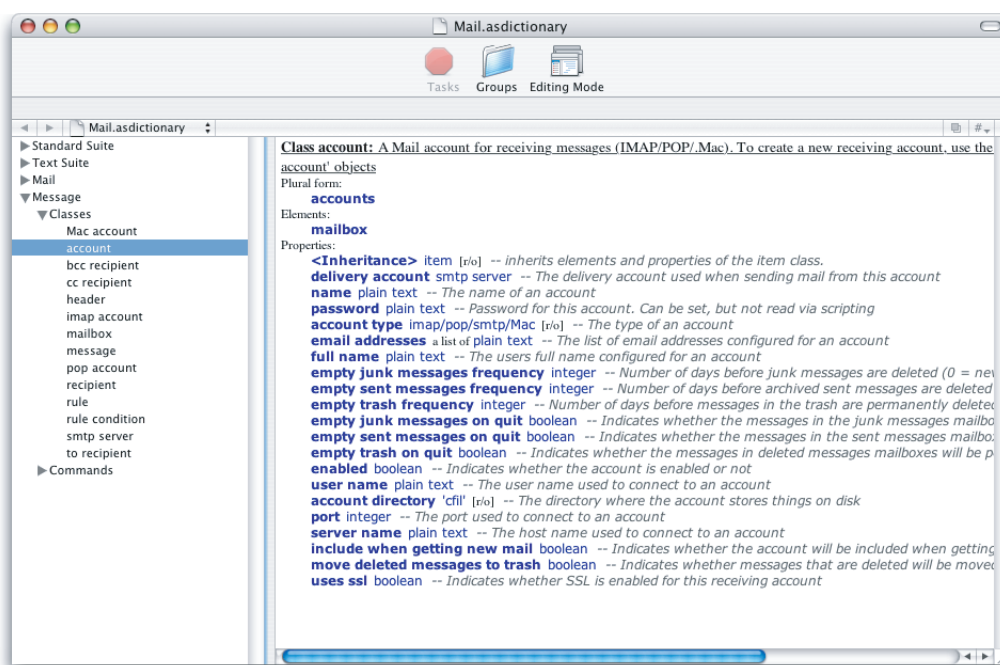 Mail.asdictionary
Tasks Groups Editing Mode
Mail.asdictionary #
Standard Suite
Text Suite
Mail
Message
Classes
Mac account
account
bcc recipient
cc recipient
header
imap account
mailbox
message
pop account
recipient
rule
rule condition
smtp server
to recipient
Commands
Class account: A Mail account for receiving messages (IMAP/POP/.Mac). To create a new receiving account, use the
account' objects
Plural form:
accounts
Elements:
mailbox
Properties:
<Inheritance> item [r/o] -- inherits elements and properties of the item class.
delivery account smtp server -- The delivery account used when sending mail from this account
name plain text -- The name of an account
password plain text -- Password for this account. Can be set, but not read via scripting
account type imap/pop/smtp/Mac [r/o] -- The type of an account
email addresses a list of plain text -- The list of email addresses configured for an account
full name plain text -- The users full name configured for an account
empty junk messages frequency integer -- Number of days before junk messages are deleted (0 = nev
empty sent messages frequency integer -- Number of days before archived sent messages are deleted
empty trash frequency integer -- Number of days before messages in the trash are permanently deleted
empty junk messages on quit boolean -- Indicates whether the messages in the junk messages mailbo
empty sent messages on quit boolean -- Indicates whether the messages in the sent messages mailbo
empty trash on quit boolean -- Indicates whether the messages in deleted messages mailboxes will be p
enabled boolean -- Indicates whether the account is enabled or not
user name plain text -- The user name used to connect to an account
account directory 'cfil' [r/o] -- The directory where the account stores things on disk
port integer -- The port used to connect to an account
server name plain text -- The host name used to connect to an account
include when getting new mail boolean -- Indicates whether the account will be included when getting
move deleted messages to trash boolean -- Indicates whether messages that are deleted will be moved
uses ssl boolean -- Indicates whether SSL is enabled for this receiving account